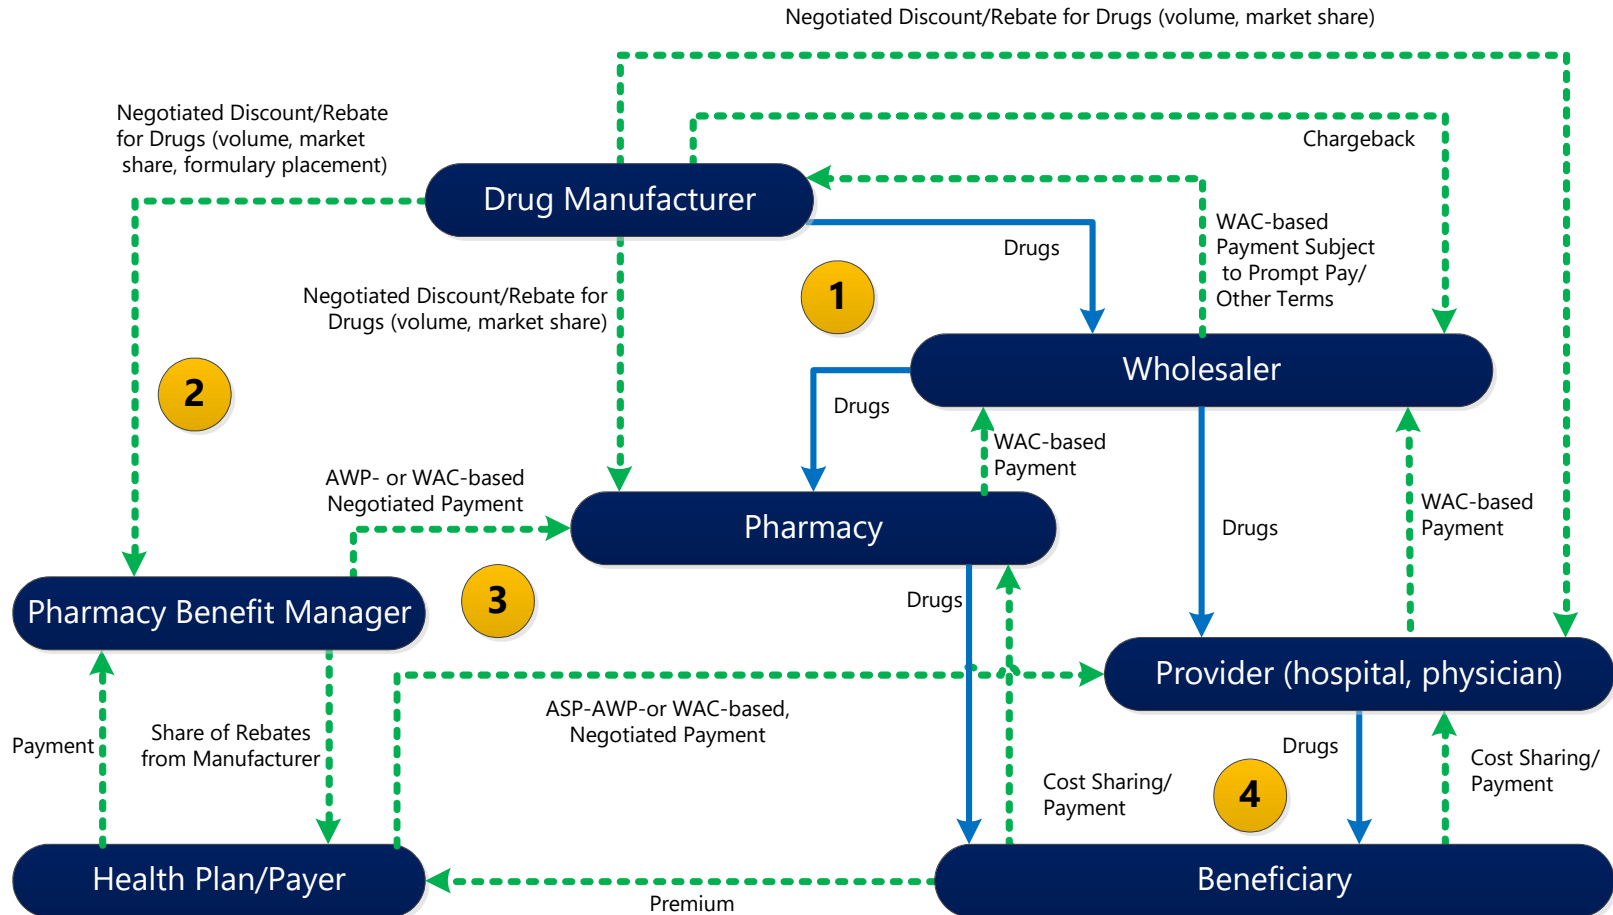 Negotiated Discount/Rebate for Drugs (volume, market share)
Negotiated Discount/Rebate
for Drugs (volume, market
share, formulary placement)
Chargeback
Drug Manufacturer
WAC-based
Payment Subject
to Prompt Pay/
Other Terms
Drugs
1
Negotiated Discount/Rebate for
Drugs (volume, market share)
Wholesaler
2
Drugs
WAC-based
Payment
AWP- or WAC-based
Negotiated Payment
Pharmacy
Drugs
WAC-based
Payment
3
Pharmacy Benefit Manager
Drugs
Provider (hospital, physician)
ASP-AWP-or WAC-based,
Negotiated Payment
Payment
Share of Rebates
from Manufacturer
Drugs
Cost Sharing/
Payment
Cost Sharing/
Payment
4
Health Plan/Payer
Beneficiary
Premium